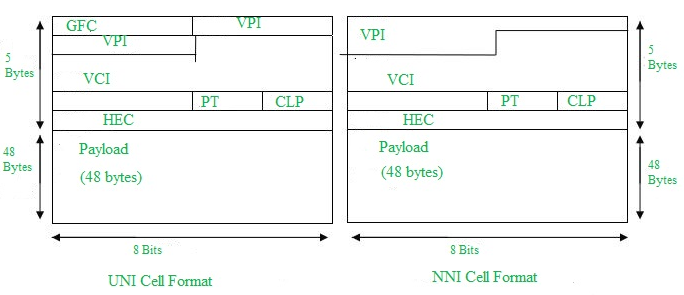 GFC VPI
VPI
VCI
PT CLP
HEC
Payload
(48 bytes)
5
Bytes
48
Bytes
8 Bits
UNI Cell Format
VPI
VCI
PT CLP
HEC
Payload
(48 bytes)
5
Bytes
48
Bytes
8 Bits
NNI Cell Format